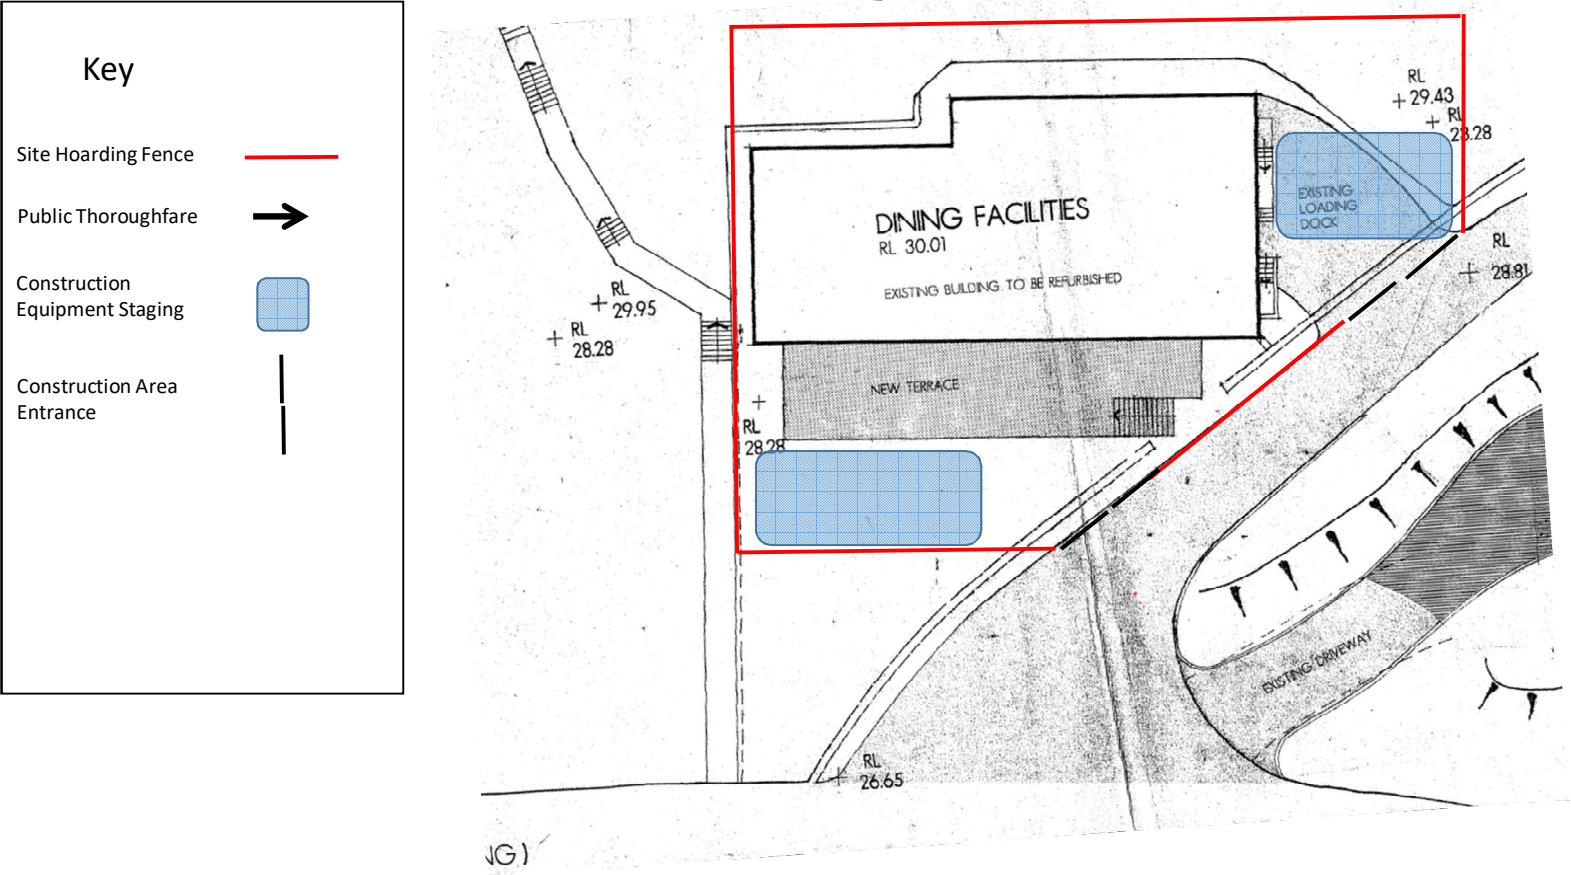 Key
Site Hoarding Fence
Public Thoroughfare
Construction
Equipment Staging
Construction Area
Entrance
RL
29.43
RL
28.28
EXISTING
LOADING
DOCK
DINING FACILITIES
RL 30.01
EXISTING BUILDING TO BE REFURBISHED
RL
28.81
RL
29.95
RL
28.28
NEW TERRACE
RL
28.28
EXISTING DRIVEWAY
RL
26.65
NG)